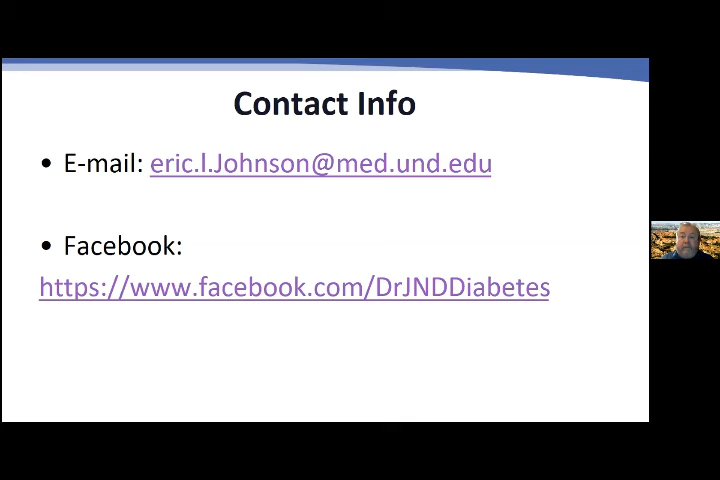 Contact Info
• E-mail: eric.l.Johnson@med.und.edu
• Facebook:
https://www.facebook.com/DrJNDDiabetes